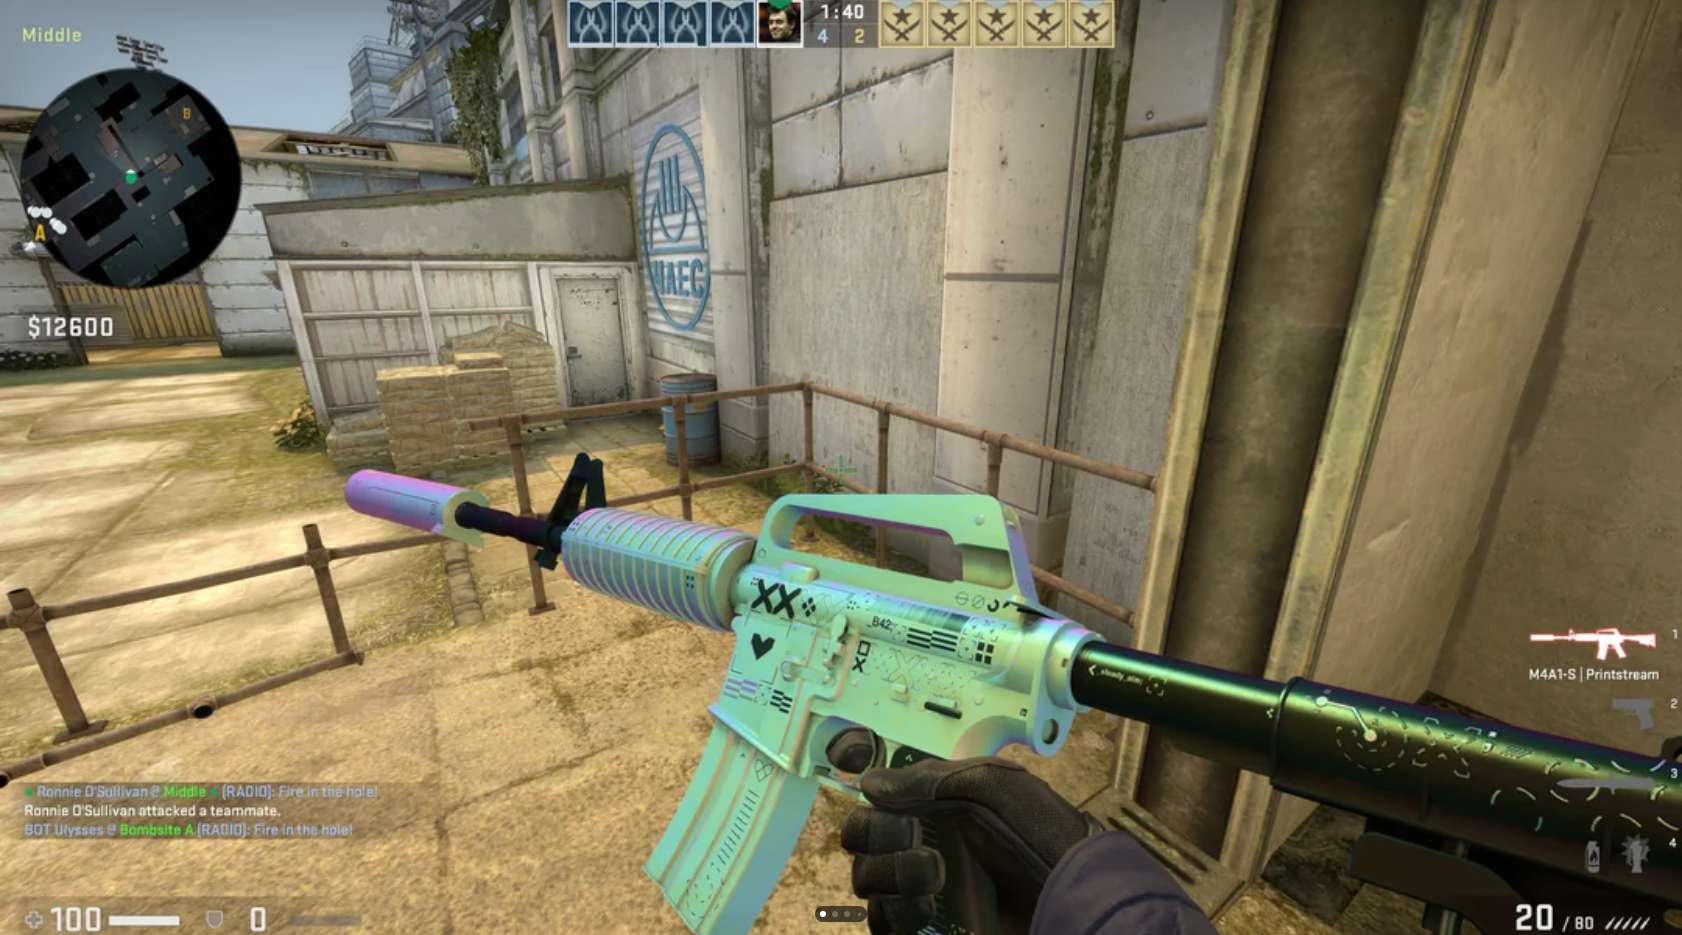 1:40
4 2
Middle
B
A
HAEC
$12600
XX
B42
<_steady_aim;
1
M4A1-S | Printstream
2
3
4
Ronnie O'Sullivan @ Middle (RADIO): Fire in the hole!
Ronnie O'Sullivan attacked a teammate.
BOT Ulysses @ Bombsite A (RADIO): Fire in the hole!
100 0
20 / 80